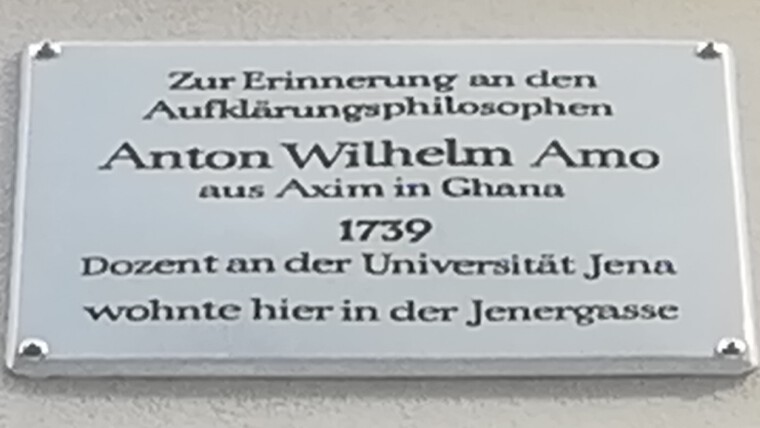 Zur Erinnerung an den
Aufklärungsphilosophen
Anton Wilhelm Amo
aus Axim in Ghana
1739
Dozent an der Universität Jena
wohnte hier in der Jenergasse